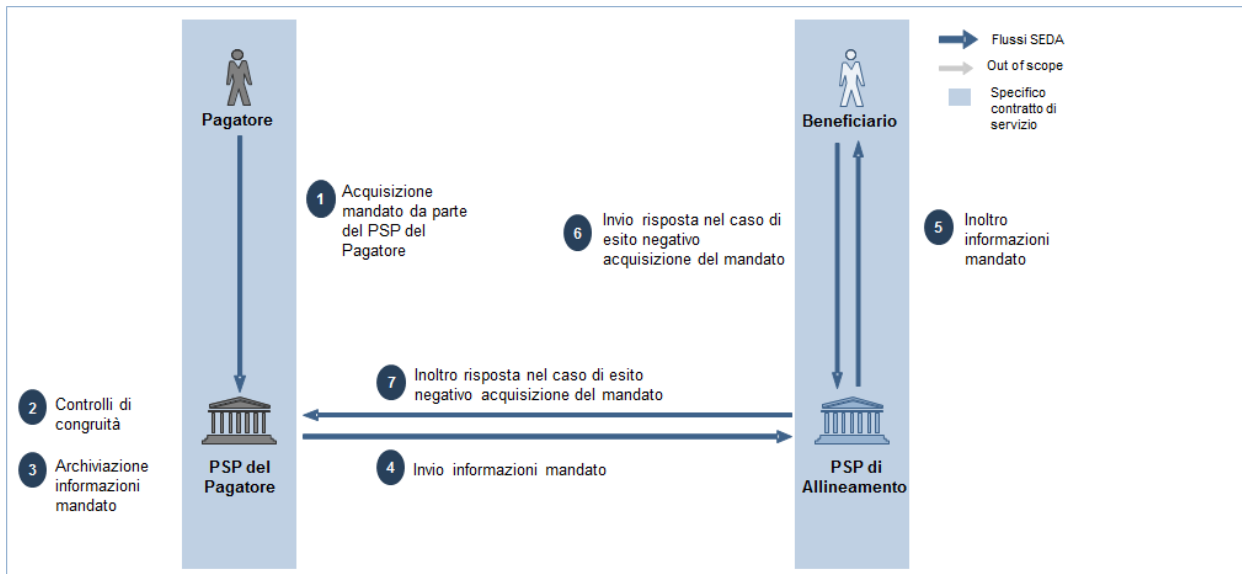 Flussi SEDA
Out of scope
Specifico
contratto di
servizio
Pagatore
Beneficiario
1
Acquisizione
mandato da parte
del PSP del
Pagatore
6
Invio risposta nel caso di
esito negativo
acquisizione del mandato
5
Inoltro
informazioni
mandato
7
Inoltro risposta nel caso di esito
negativo acquisizione del mandato
2
Controlli di
congruità
3
Archiviazione
informazioni
mandato
PSP del
Pagatore
4
Invio informazioni mandato
PSP di
Allineamento